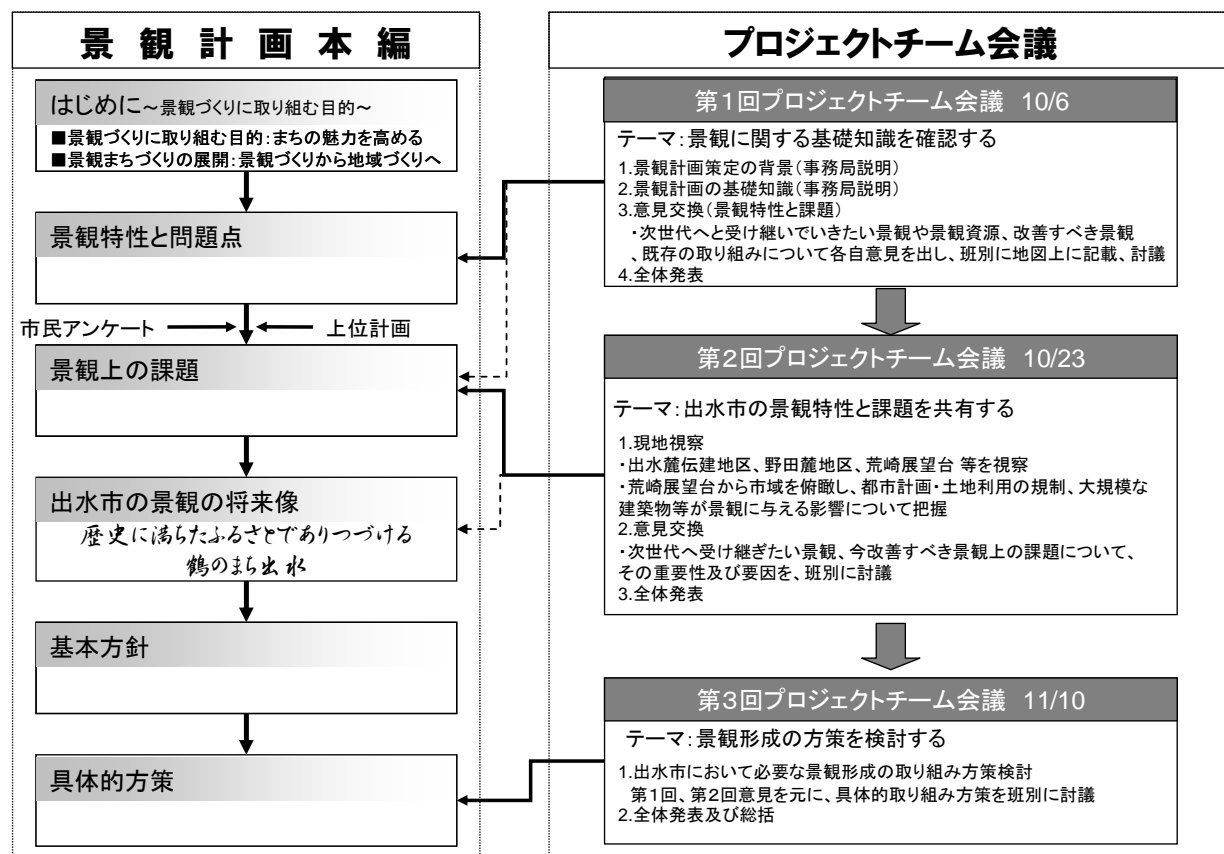 景観計画本編
はじめに～景観づくりに取り組む目的～
■景観づくりに取り組む目的：まちの魅力を高める
■景観まちづくりの展開：景観づくりから地域づくりへ
景観特性と問題点
市民アンケート
上位計画
景観上の課題
出水市の景観の将来像
歴史に満ちたふるさとでありつづける
鶴のまち出水
基本方針
具体的方策
プロジェクトチーム会議
第1回プロジェクトチーム会議 10/6
テーマ：景観に関する基礎知識を確認する
1.景観計画策定の背景（事務局説明）
2.景観計画の基礎知識（事務局説明）
3.意見交換（景観特性と課題）
・次世代へと受け継いでいきたい景観や景観資源、改善すべき景観
、既存の取り組みについて各自意見を出し、班別に地図上に記載、討議
4.全体発表
第2回プロジェクトチーム会議 10/23
テーマ：出水市の景観特性と課題を共有する
1.現地視察
・出水麓伝建地区、野田麓地区、荒崎展望台 等を視察
・荒崎展望台から市域を俯瞰し、都市計画・土地利用の規制、大規模な
建築物等が景観に与える影響について把握
2.意見交換
・次世代へ受け継ぎたい景観、今改善すべき景観上の課題について、
その重要性及び要因を、班別に討議
3.全体発表
第3回プロジェクトチーム会議 11/10
テーマ：景観形成の方策を検討する
1.出水市において必要な景観形成の取り組み方策検討
第1回、第2回意見を元に、具体的取り組み方策を班別に討議
2.全体発表及び総括